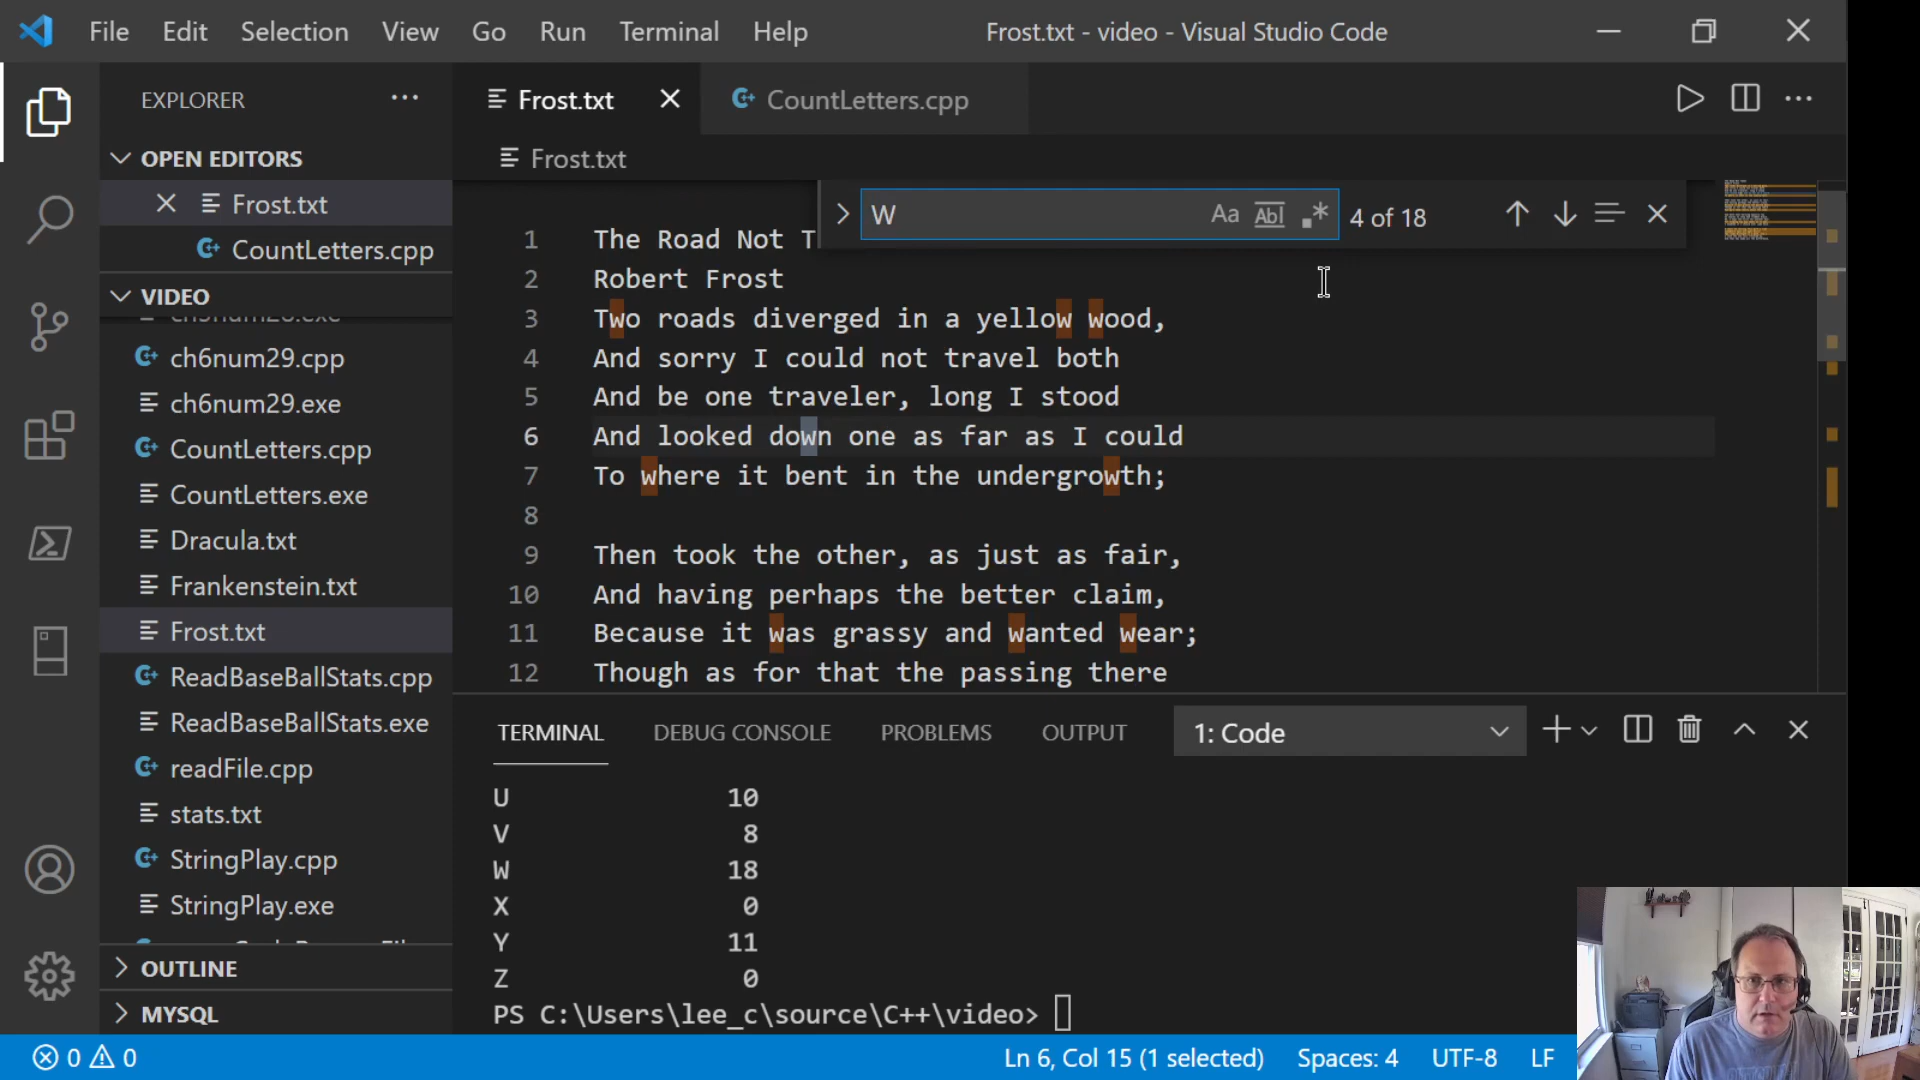 File Edit Selection View Go Run Terminal Help Frost.txt - video - Visual Studio Code
EXPLORER
OPEN EDITORS
Frost.txt
CountLetters.cpp
VIDEO
ch6num29.cpp
ch6num29.exe
CountLetters.cpp
CountLetters.exe
Dracula.txt
Frankenstein.txt
Frost.txt
ReadBaseBallStats.cpp
ReadBaseBallStats.exe
readFile.cpp
stats.txt
StringPlay.cpp
StringPlay.exe
OUTLINE
MYSQL
Frost.txt CountLetters.cpp
Frost.txt
W Aa Abl .* 4 of 18
1 The Road Not T
2 Robert Frost
3 Two roads diverged in a yellow wood,
4 And sorry I could not travel both
5 And be one traveler, long I stood
6 And looked down one as far as I could
7 To where it bent in the undergrowth;
8
9 Then took the other, as just as fair,
10 And having perhaps the better claim,
11 Because it was grassy and wanted wear;
12 Though as for that the passing there
TERMINAL DEBUG CONSOLE PROBLEMS OUTPUT 1: Code
U 10
V 8
W 18
X 0
Y 11
Z 0
PS C:\Users\lee_c\source\C++\video>
0 0 Ln 6, Col 15 (1 selected) Spaces: 4 UTF-8 LF